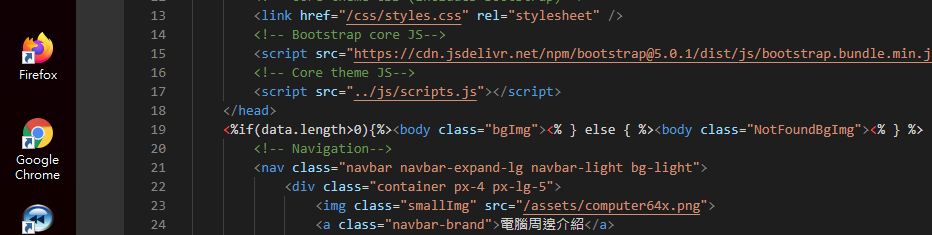 Firefox
Google
Chrome
13 <link href="/css/styles.css" rel="stylesheet" />
14 <!-- Bootstrap core JS-->
15 <script src="https://cdn.jsdelivr.net/npm/bootstrap@5.0.1/dist/js/bootstrap.bundle.min.j
16 <!-- Core theme JS-->
17 <script src="../js/scripts.js"></script>
18 </head>
19 <%if(data.length>0){%><body class="bgImg"><% } else { %><body class="NotFoundBgImg"><% } %>
20 <!-- Navigation-->
21 <nav class="navbar navbar-expand-lg navbar-light bg-light">
22 <div class="container px-4 px-lg-5">
23 <img class="smallImg" src="/assets/computer64x.png">
24 <a class="navbar-brand">電腦周邊介紹</a>